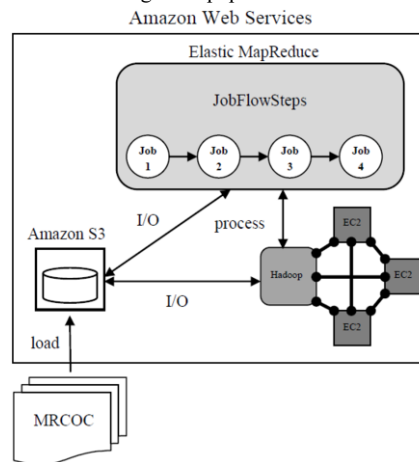 Amazon Web Services
Elastic MapReduce
JobFlowSteps
Job
1
Job
2
Job
3
Job
4
I/O
process
Amazon S3
EC2
Hadoop
EC2
I/O
load
EC2
MRCOC